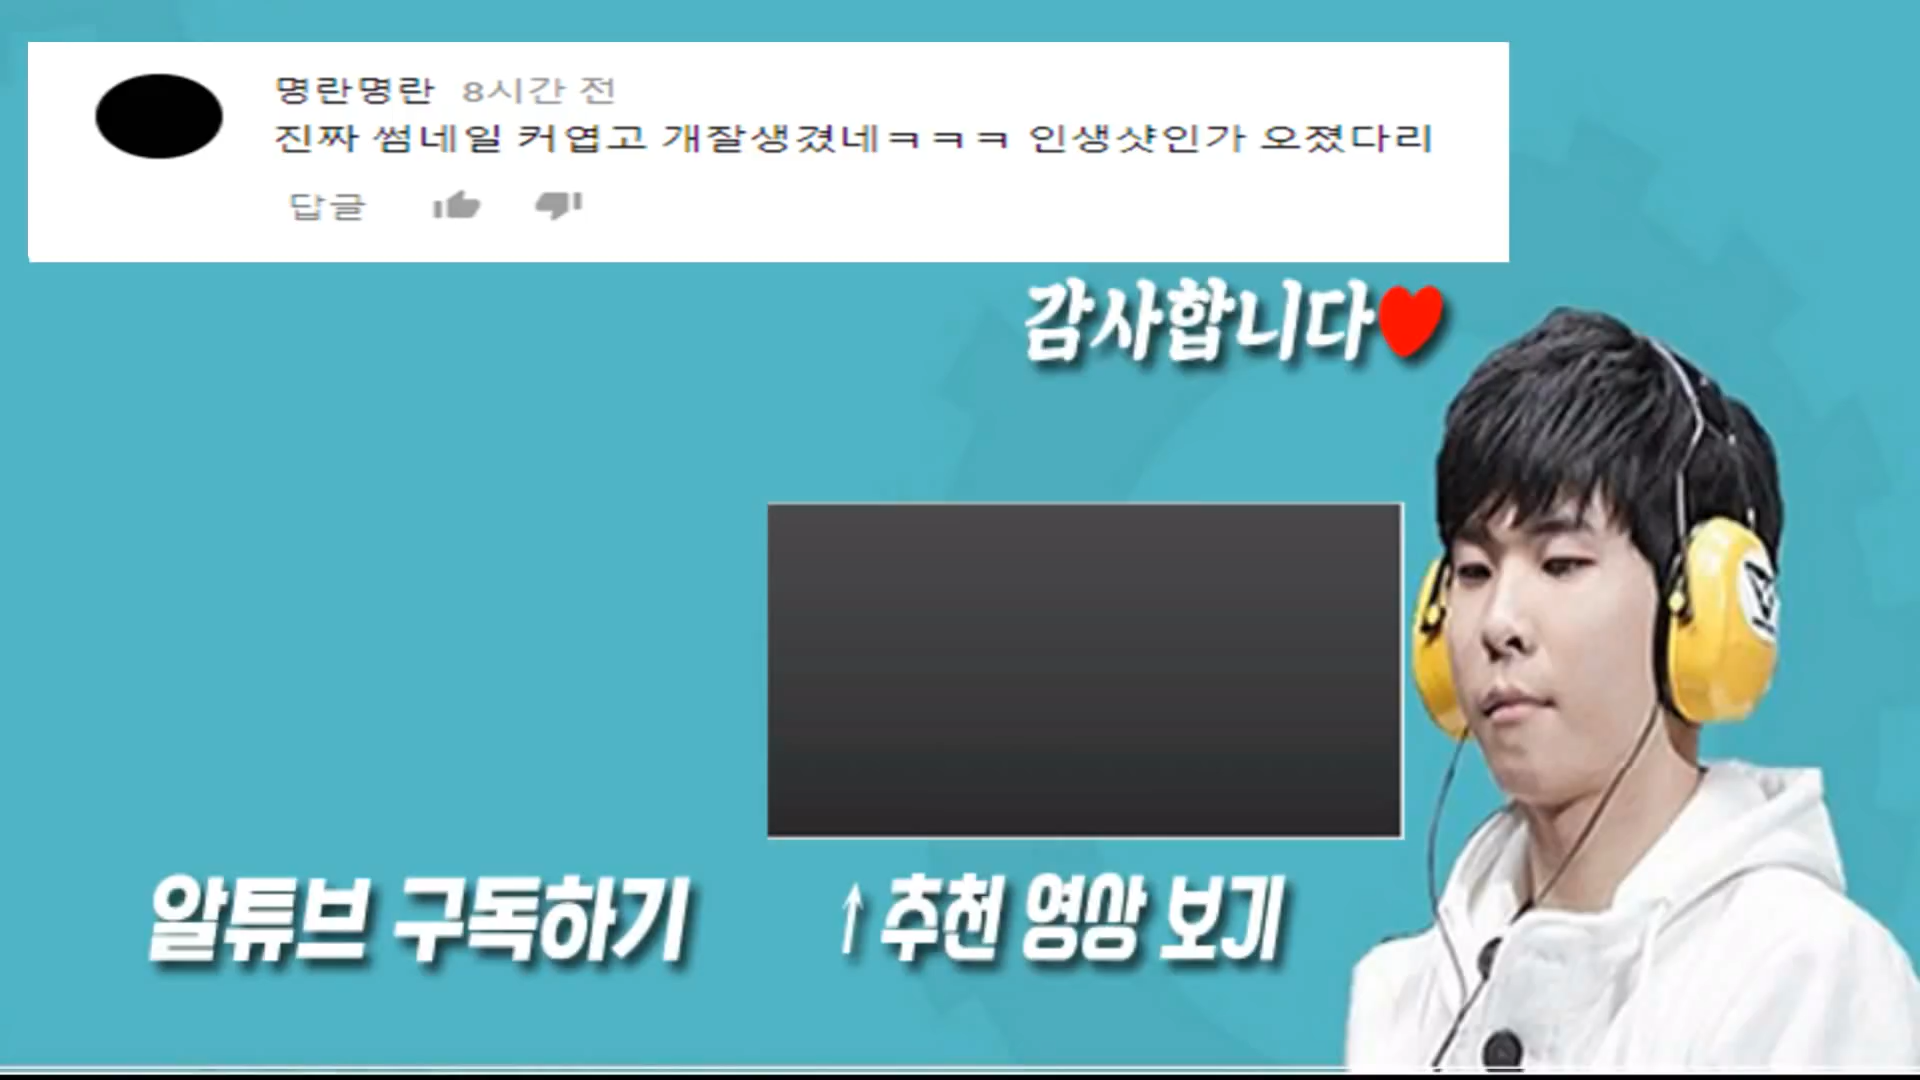 명란명란 8시간 전
진짜 썸네일 커엽고 개잘생겼네ㅋㅋㅋ 인생샷인가 오졌다리
답글
감사합니다♥
알튜브 구독하기
↑추천 영상 보기